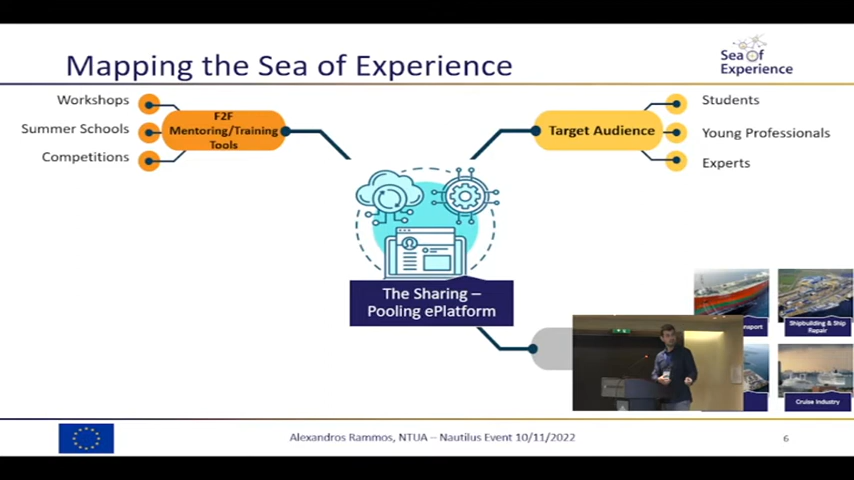 Mapping the Sea of Experience
Sea Of
Experience
Workshops
Summer Schools
Competitions
F2F
Mentoring/Training
Tools
Target Audience
Students
Young Professionals
Experts
The Sharing –
Pooling ePlatform
Shipbuilding & Ship
Repair
Cruise Industry
Alexandros Rammos, NTUA – Nautilus Event 10/11/2022
6